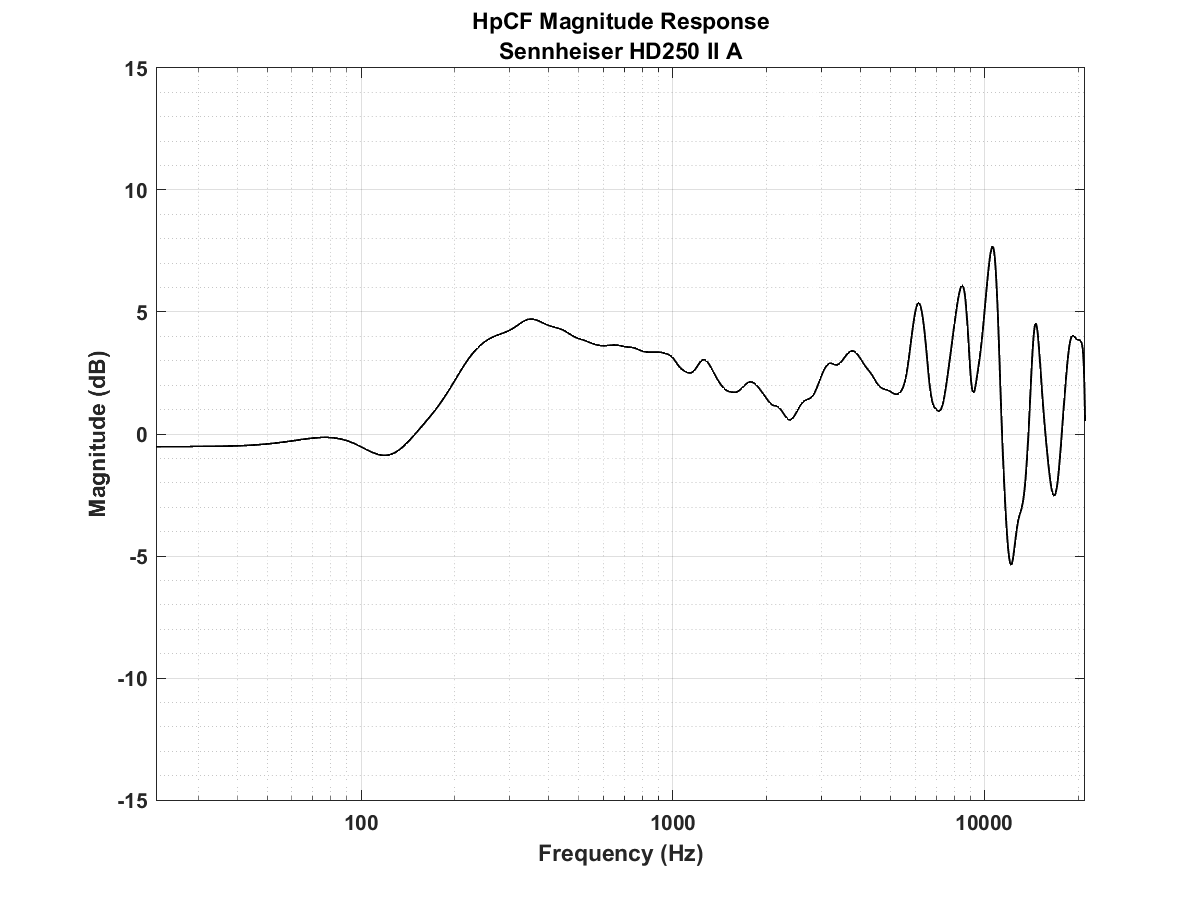 HpCF Magnitude Response
Sennheiser HD250 II A
15
10
5
0
-5
-10
-15
Magnitude (dB)
100
1000
10000
Frequency (Hz)